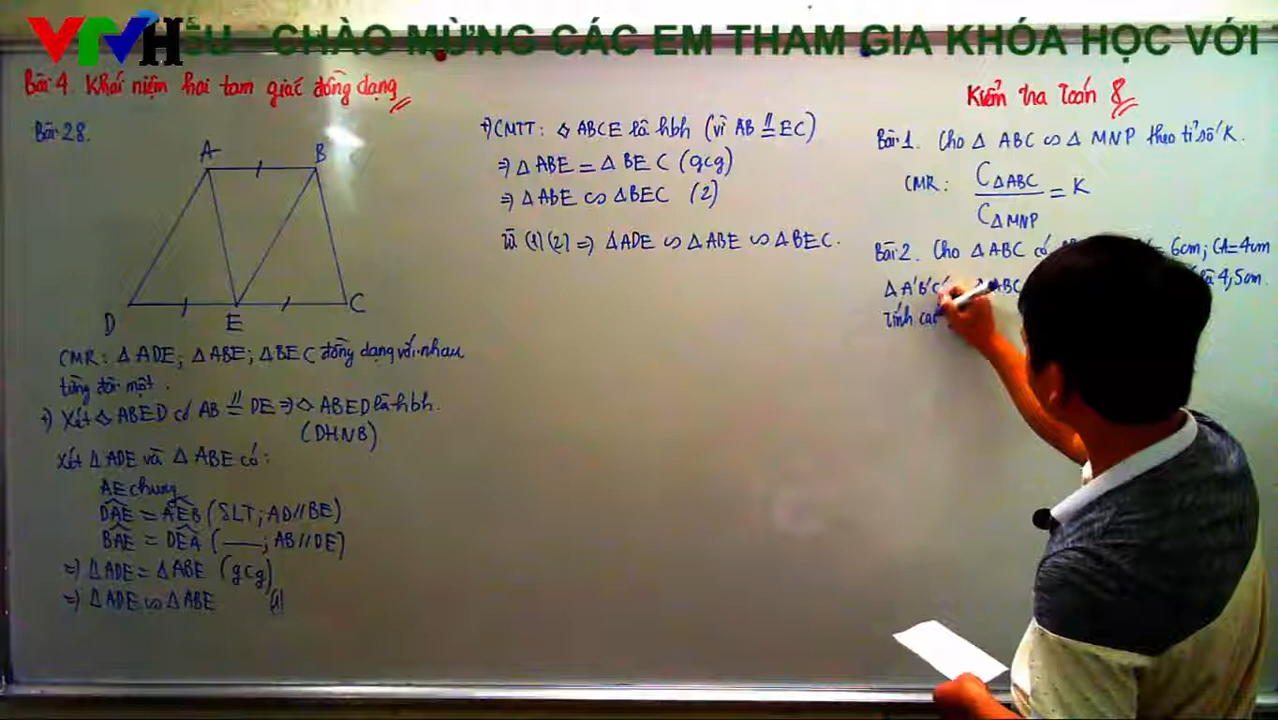 VTVH
CHÀO MỪNG CÁC EM THAM GIA KHÓA HỌC VỚI
Bài 4. Khái niệm hai tam giác đồng dạng
Bài 28.
A B
D E C
CMR: Δ ADE; Δ ABE; Δ BEC đồng dạng với nhau
từng đôi một.
+) Xét ◇ ABED có AB // = DE ⇒ ◇ ABED là hbh.
(DHNB)
Xét Δ ADE và Δ ABE có:
AE chung
DAE = AEB (SLT; AD//BE)
BAE = DEA ( ___; AB//DE)
⇒ Δ ADE = Δ ABE (gcg)
⇒ Δ ADE ∽ Δ ABE (1)
+) CMTT: ◇ ABCE là hbh (vì AB // = EC)
⇒ Δ ABE = Δ BEC (gcg)
⇒ Δ ABE ∽ Δ BEC (2)
Từ (1) (2) ⇒ Δ ADE ∽ Δ ABE ∽ Δ BEC.
Kiểm tra Toán 8
Bài 1. Cho Δ ABC ∽ Δ MNP theo tỉ số K.
CMR: CΔABC / CΔMNP = K
Bài 2. Cho Δ ABC có = 6cm; CA=4cm
Δ A'B'C' Δ ABC là 4,5cm.
Tính